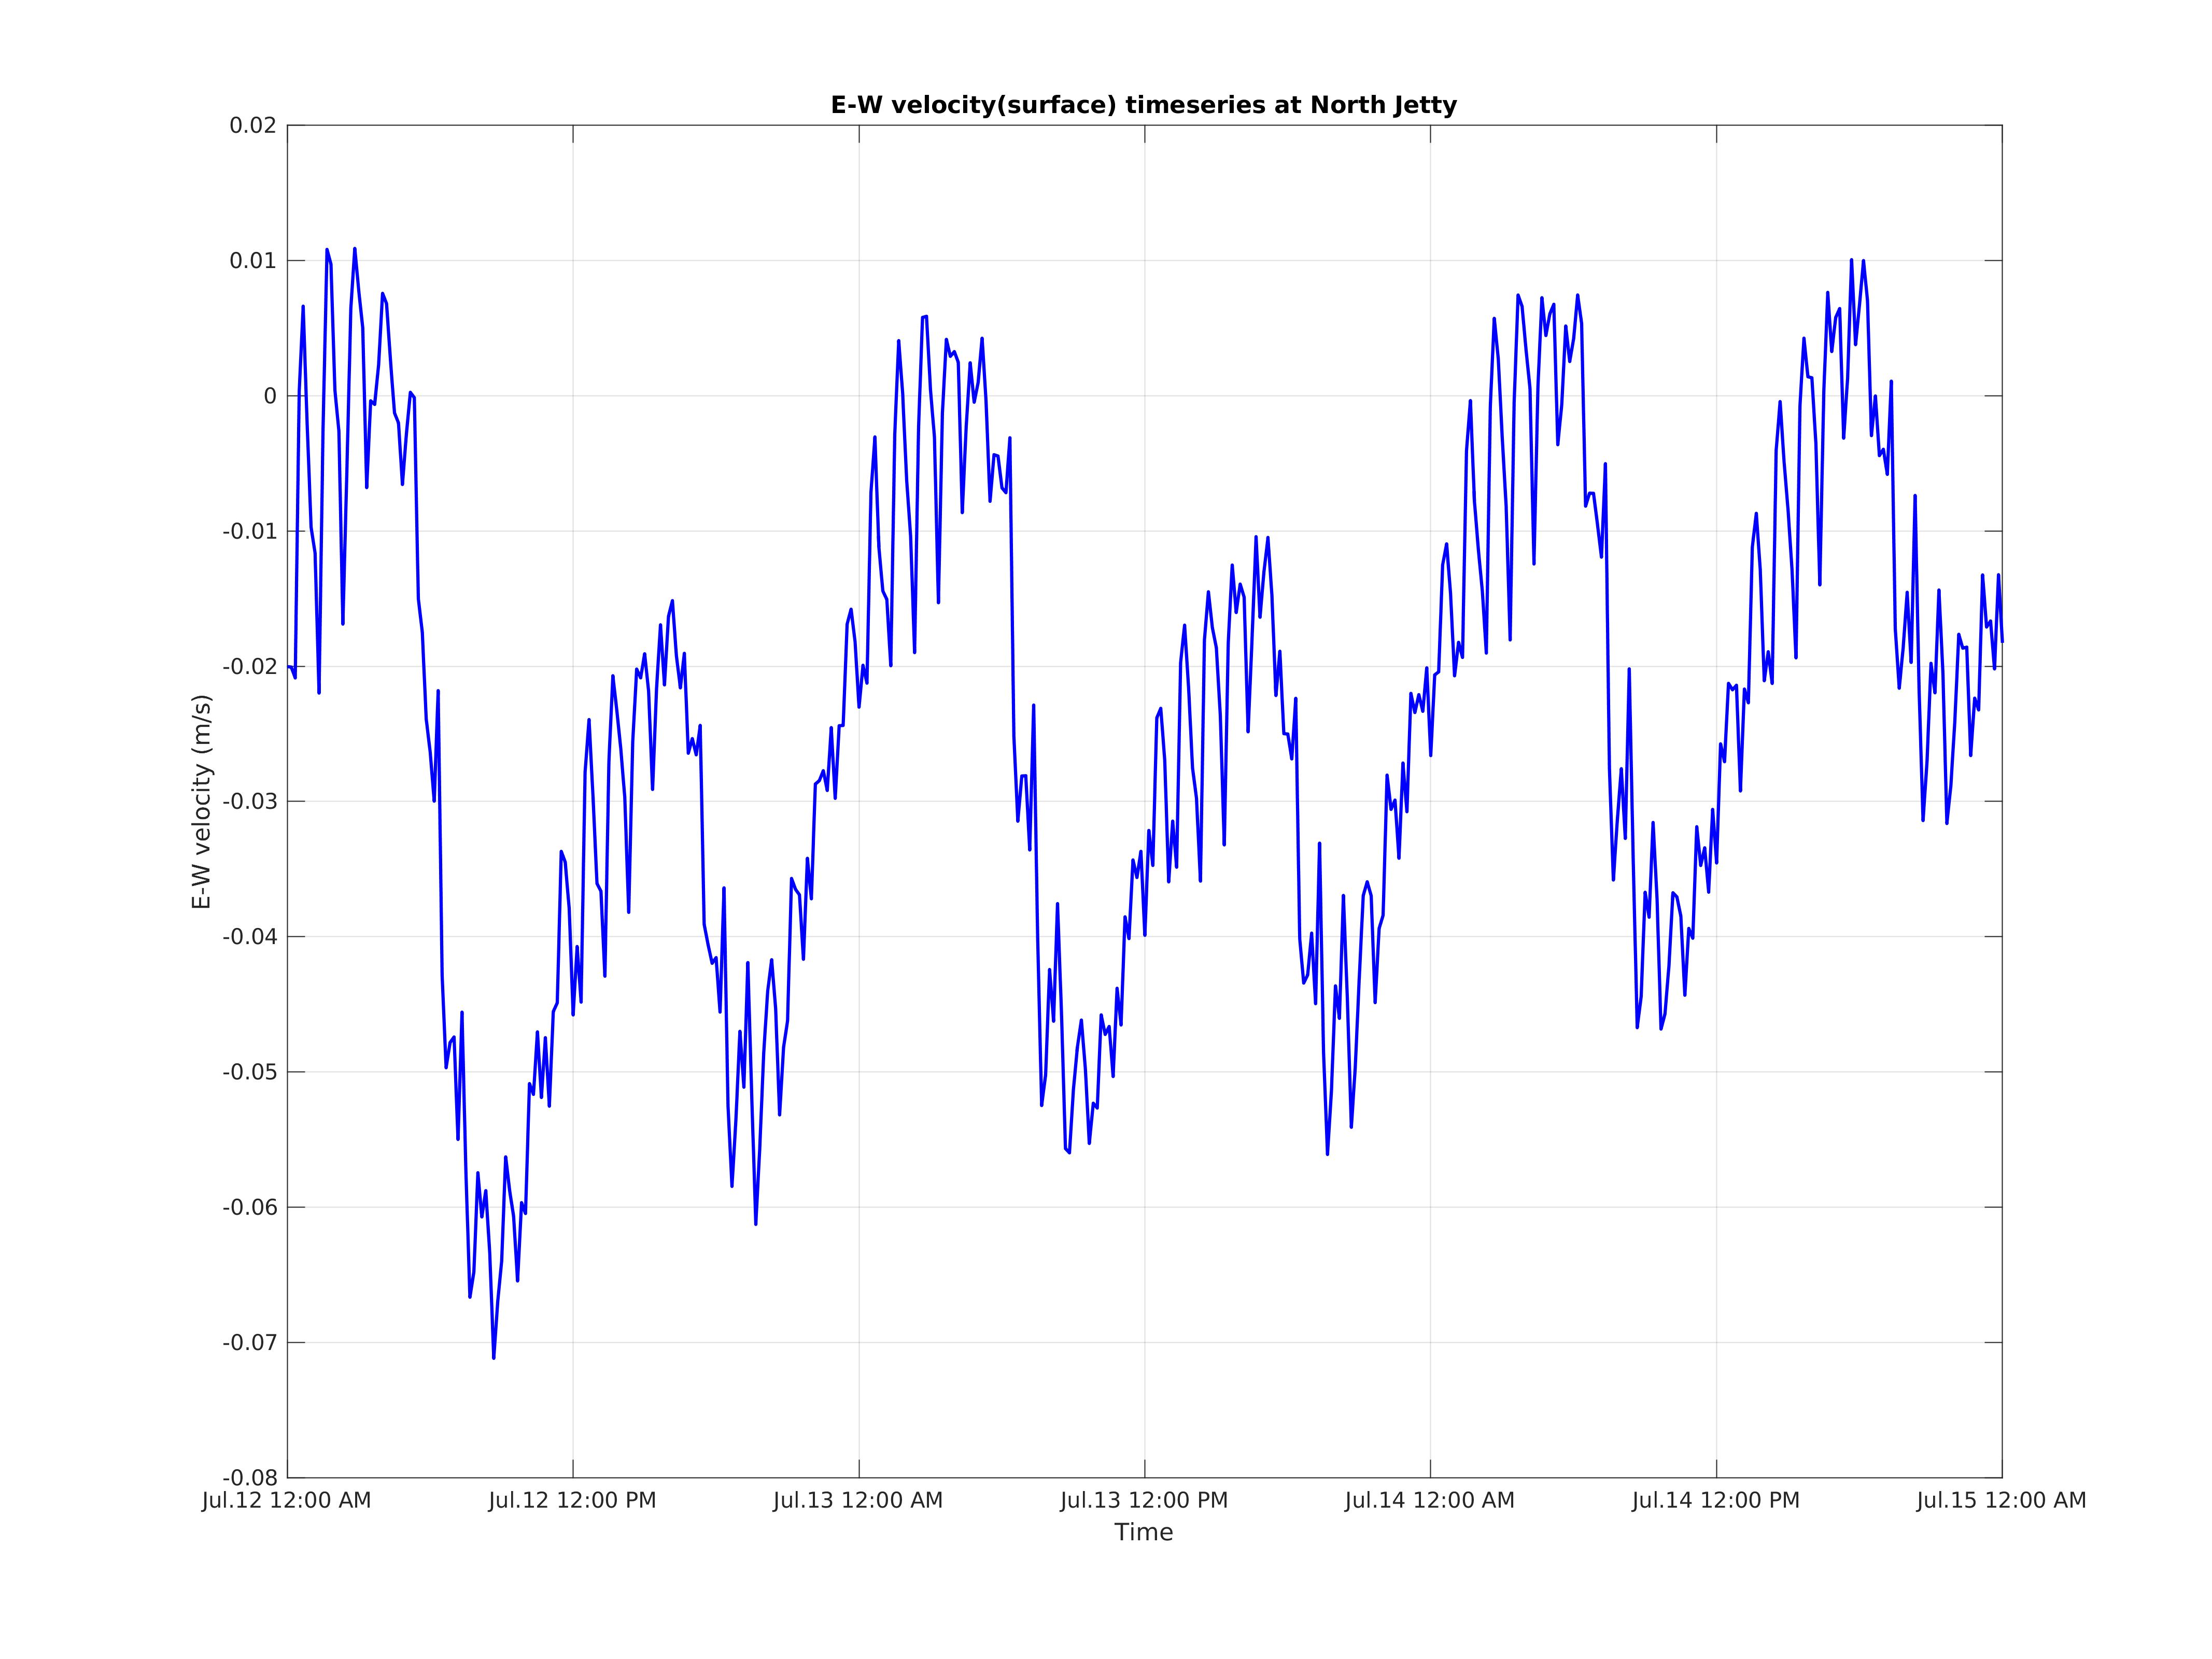 E-W velocity(surface) timeseries at North Jetty
0.02
0.01
0
-0.01
-0.02
-0.03
-0.04
-0.05
-0.06
-0.07
-0.08
E-W velocity (m/s)
Jul.12 12:00 AM Jul.12 12:00 PM Jul.13 12:00 AM Jul.13 12:00 PM Jul.14 12:00 AM Jul.14 12:00 PM Jul.15 12:00 AM
Time